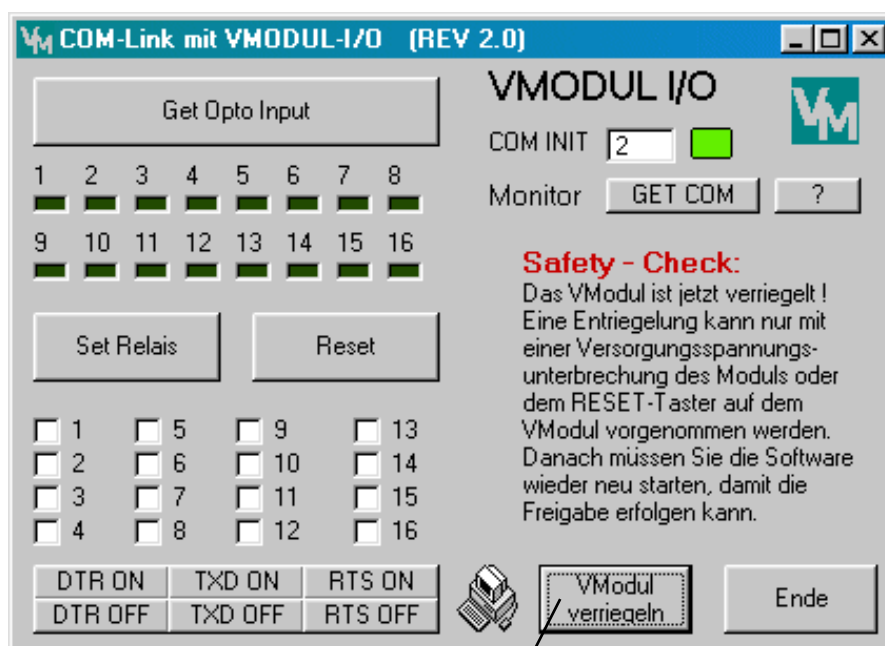 VM COM-Link mit VMODUL-I/O (REV 2.0)
Get Opto Input
1 2 3 4 5 6 7 8
9 10 11 12 13 14 15 16
Set Relais Reset
1 5 9 13
2 6 10 14
3 7 11 15
4 8 12 16
DTR ON TXD ON RTS ON
DTR OFF TXD OFF RTS OFF
VMODUL I/O
VM
COM INIT 2
Monitor GET COM ?
Safety - Check:
Das VModul ist jetzt verriegelt !
Eine Entriegelung kann nur mit
einer Versorgungsspannungs-
unterbrechung des Moduls oder
dem RESET-Taster auf dem
VModul vorgenommen werden.
Danach müssen Sie die Software
wieder neu starten, damit die
Freigabe erfolgen kann.
VModul
verriegeln
Ende